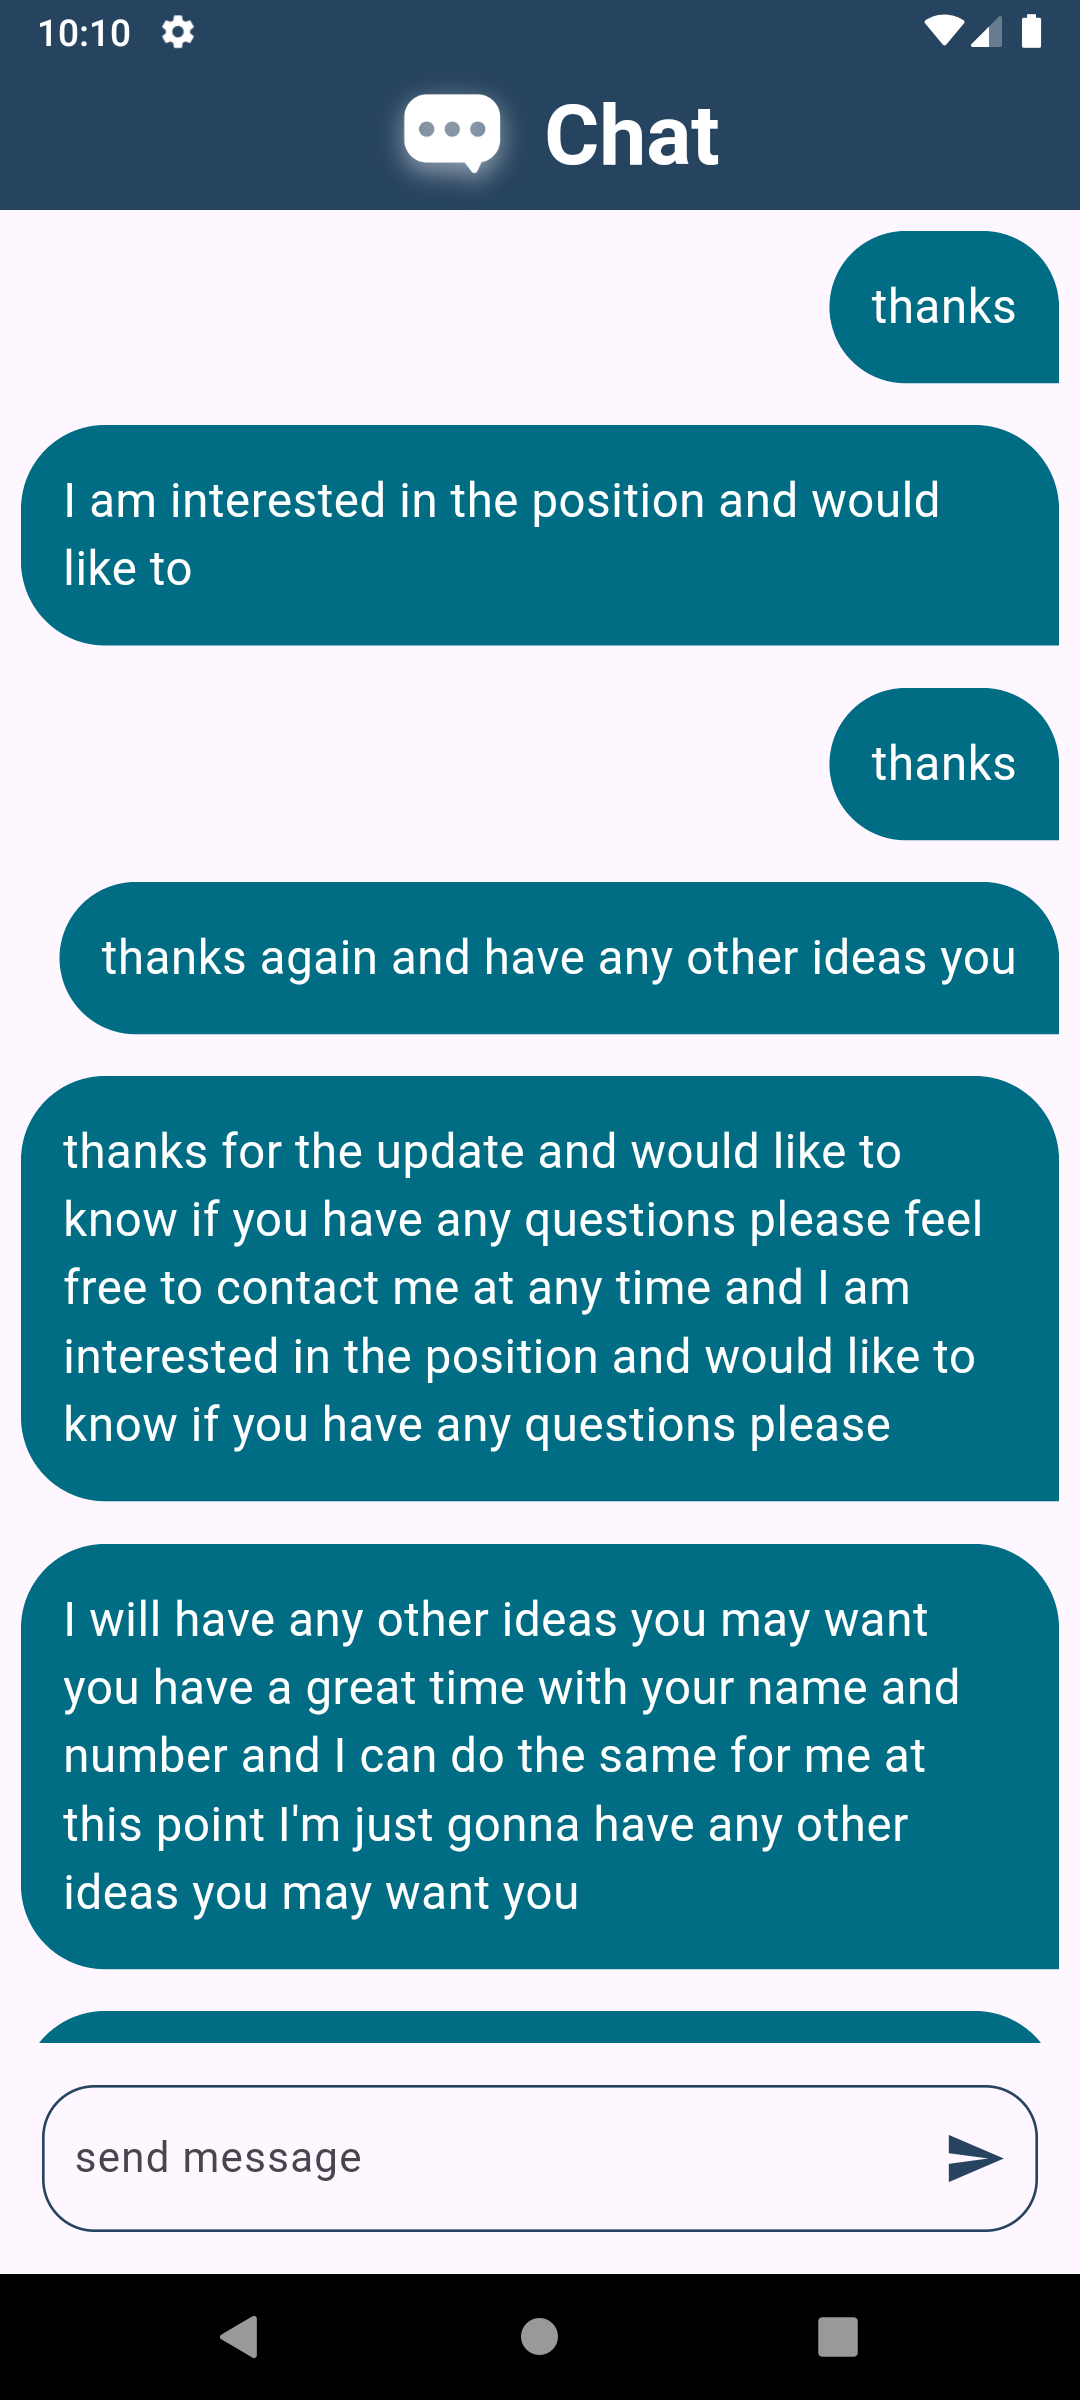 10:10
Chat
thanks
I am interested in the position and would
like to
thanks
thanks again and have any other ideas you
thanks for the update and would like to
know if you have any questions please feel
free to contact me at any time and I am
interested in the position and would like to
know if you have any questions please
I will have any other ideas you may want
you have a great time with your name and
number and I can do the same for me at
this point I'm just gonna have any other
ideas you may want you
send message